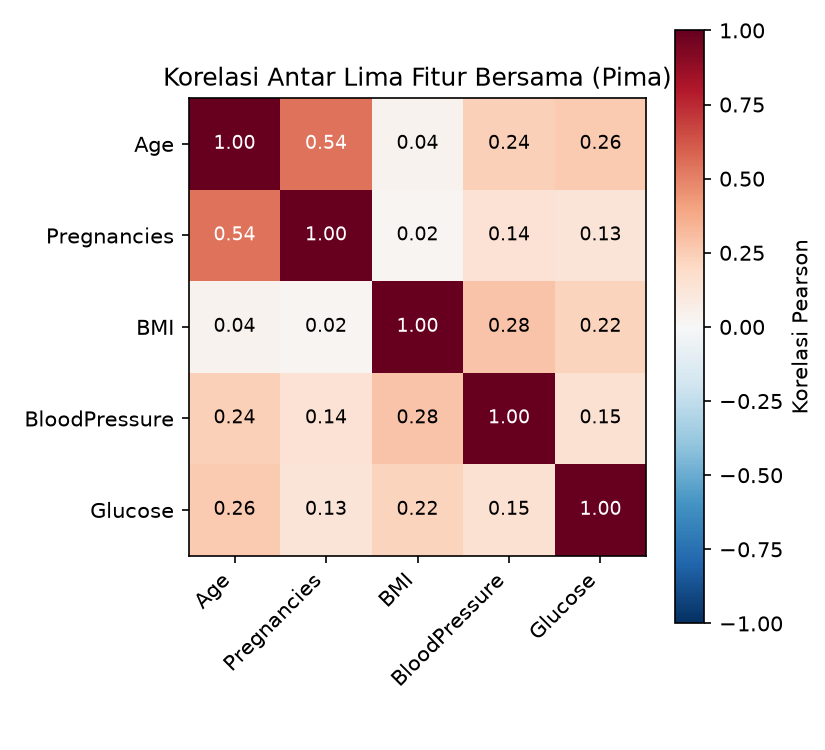 Korelasi Antar Lima Fitur Bersama (Pima)
Age 1.00 0.54 0.04 0.24 0.26
Pregnancies 0.54 1.00 0.02 0.14 0.13
BMI 0.04 0.02 1.00 0.28 0.22
BloodPressure 0.24 0.14 0.28 1.00 0.15
Glucose 0.26 0.13 0.22 0.15 1.00
Age Pregnancies BMI BloodPressure Glucose
1.00
0.75
0.50
0.25
0.00
−0.25
−0.50
−0.75
−1.00
Korelasi Pearson